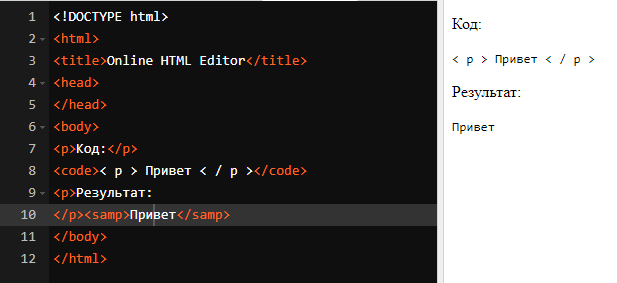 1 <!DOCTYPE html>
2 <html>
3 <title>Online HTML Editor</title>
4 <head>
5 </head>
6 <body>
7 <p>Код:</p>
8 <code>< p > Привет < / p ></code>
9 <p>Результат:
10 </p><samp>Привет</samp>
11 </body>
12 </html>
Код:
< p > Привет < / p >
Результат:
Привет